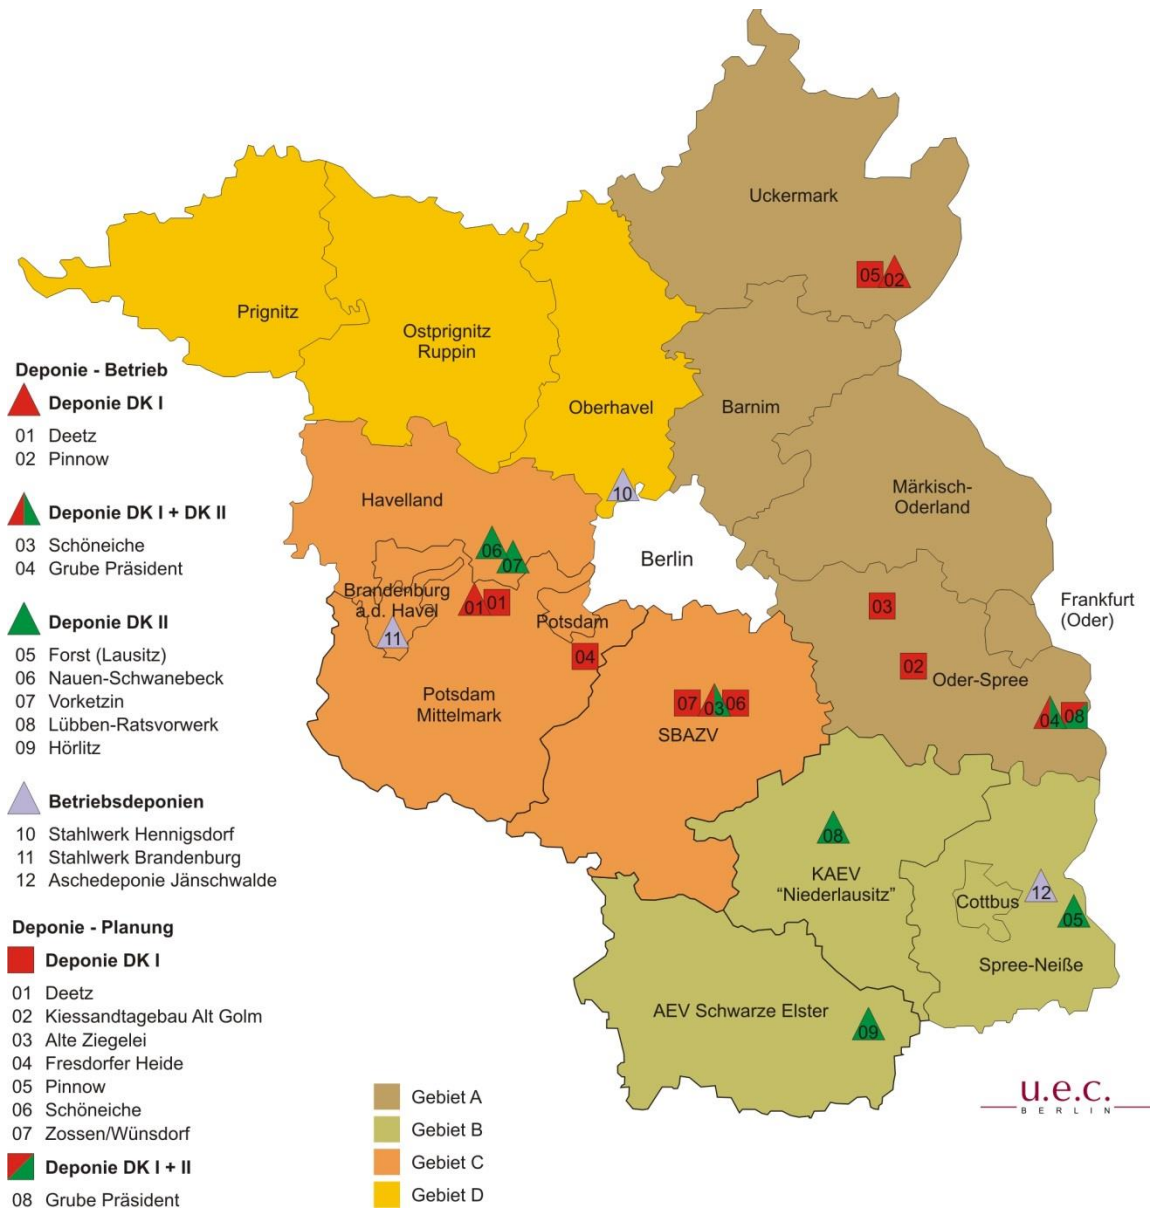 Uckermark
05
02
Prignitz
Ostprignitz
Ruppin
Oberhavel
Barnim
10
Märkisch-
Oderland
Havelland
06
07
Berlin
Brandenburg
a.d. Havel
01
01
11
Potsdam
04
03
Frankfurt
(Oder)
02
Oder-Spree
04
08
Potsdam
Mittelmark
07
03
06
SBAZV
08
KAEV
“Niederlausitz”
Cottbus
12
05
Spree-Neiße
AEV Schwarze Elster
09
Deponie - Betrieb
Deponie DK I
01 Deetz
02 Pinnow
Deponie DK I + DK II
03 Schöneiche
04 Grube Präsident
Deponie DK II
05 Forst (Lausitz)
06 Nauen-Schwanebeck
07 Vorketzin
08 Lübben-Ratsvorwerk
09 Hörlitz
Betriebsdeponien
10 Stahlwerk Hennigsdorf
11 Stahlwerk Brandenburg
12 Aschedeponie Jänschwalde
Deponie - Planung
Deponie DK I
01 Deetz
02 Kiessandtagebau Alt Golm
03 Alte Ziegelei
04 Fresdorfer Heide
05 Pinnow
06 Schöneiche
07 Zossen/Wünsdorf
Deponie DK I + II
08 Grube Präsident
Gebiet A
Gebiet B
Gebiet C
Gebiet D
u.e.c.
BERLIN